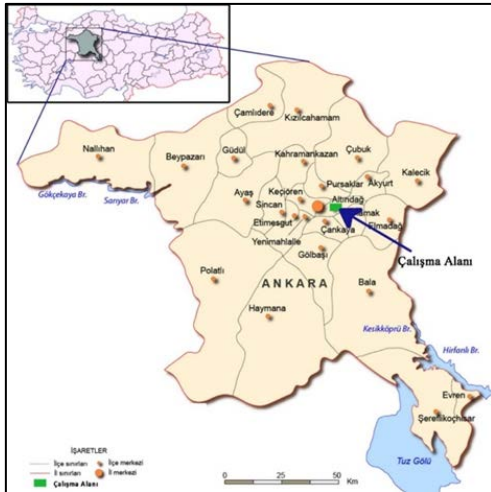 Çamlıdere
Kızılcahamam
Nallıhan
Beypazarı
Güdül
Kahramankazan
Çubuk
Kalecik
Pursaklar
Akyurt
Ayaş
Keçiören
Sincan
Altındağ
Etimesgut
Elmadağ
Çankaya
Yenimahlalle
Gölbaşı
Gökçekaya Br.
Sarıyar Br.
Çalışma Alanı
Polatlı
ANKARA
Bala
Haymana
Kesikköprü Br.
Hirfanlı Br.
Evren
Şereflikoçhisar
Tuz Gölü
İŞARETLER
İlçe sınırları
İlçe merkezi
İl sınırları
İl merkezi
Çalışma Alanı
0 25 50
Km